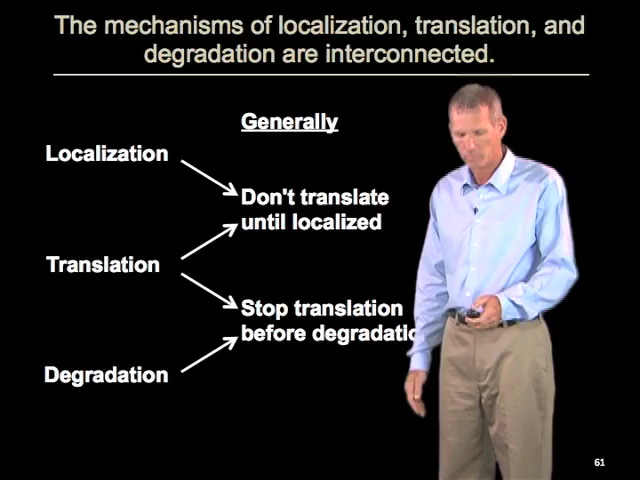 The mechanisms of localization, translation, and
degradation are interconnected.
Generally
Localization
Don't translate
until localized
Translation
Stop translation
before
Degradation
61